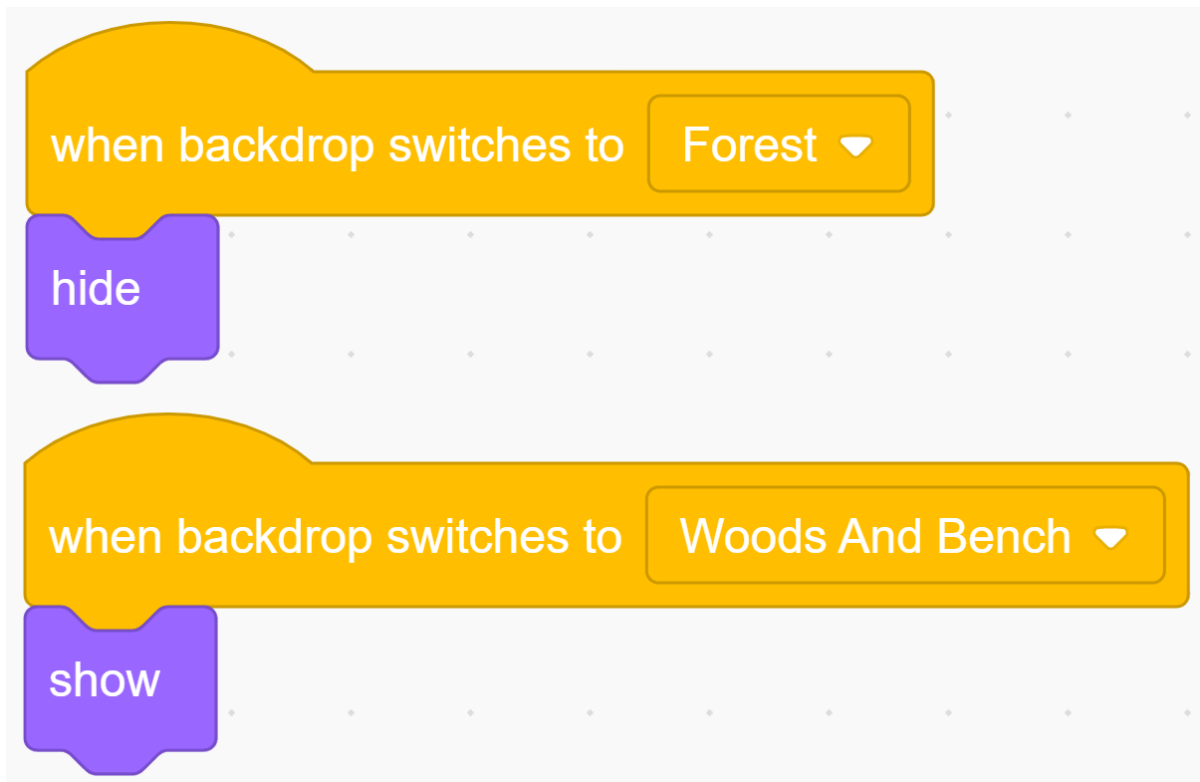 when backdrop switches to Forest
hide
when backdrop switches to Woods And Bench
show